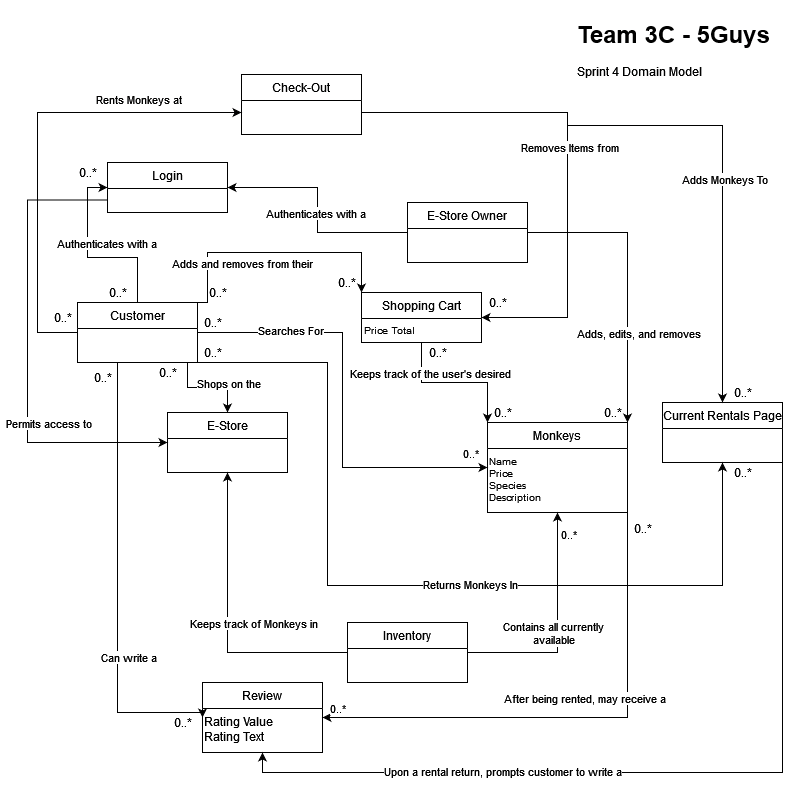 Team 3C - 5Guys
Sprint 4 Domain Model
Check-Out
Rents Monkeys at
Removes Items from
Login
0..*
Adds Monkeys To
E-Store Owner
Authenticates with a
Authenticates with a
Adds and removes from their
0..*
0..*
0..*
Shopping Cart
0..*
Price Total
Customer
0..*
0..*
Searches For
Adds, edits, and removes
0..*
0..*
0..*
0..*
Keeps track of the user's desired
Shops on the
0..*
0..*
0..*
Current Rentals Page
Permits access to
E-Store
Monkeys
0..*
Name
Price
Species
Description
0..*
0..*
0..*
Returns Monkeys In
Keeps track of Monkeys in
Inventory
Contains all currently
available
Can write a
Review
After being rented, may receive a
0..*
0..*
Rating Value
Rating Text
Upon a rental return, prompts customer to write a